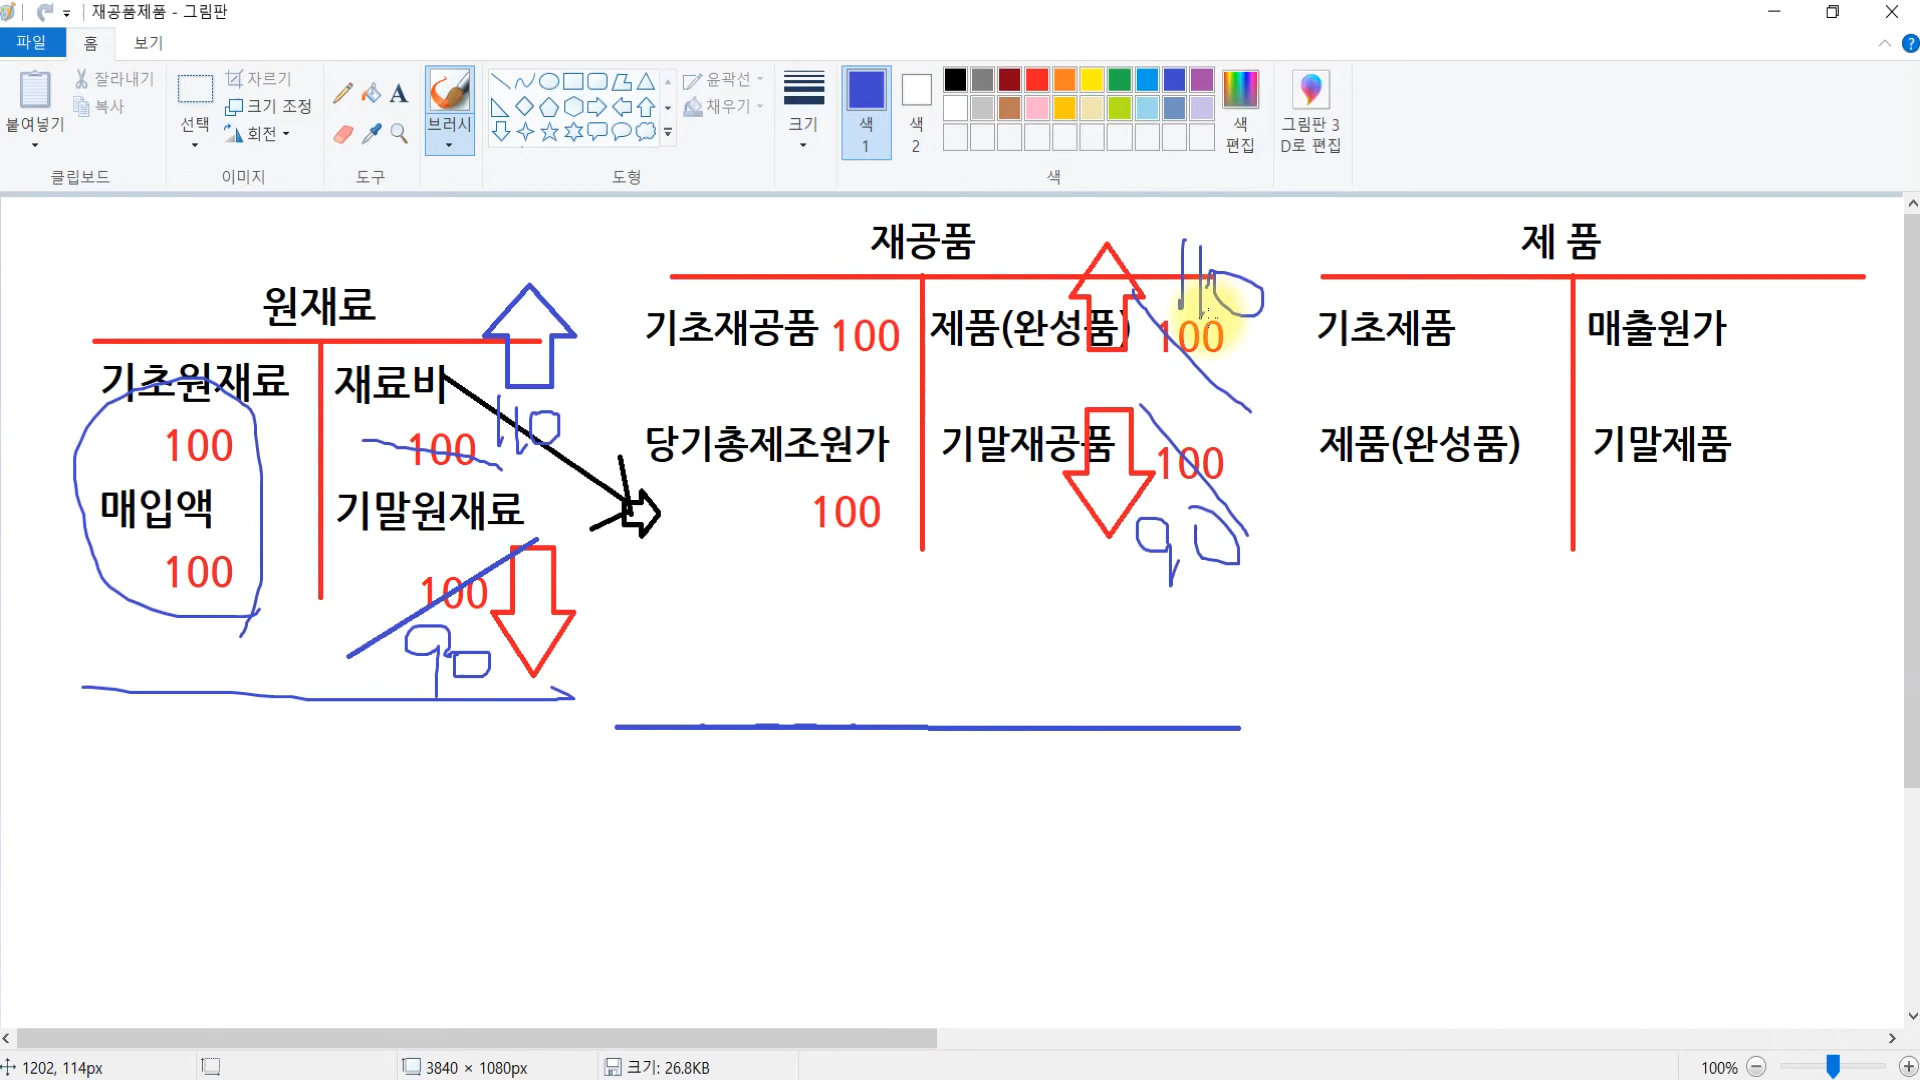 재공품제품 - 그림판
파일 홈 보기
붙여넣기
잘라내기
복사
클립보드
선택
자르기
크기 조정
회전
이미지
A
도구
브러시
도형
윤곽선
채우기
크기
색 1
색 2
색
색 편집
그림판 3D로 편집
원재료
기초원재료 재료비
100 100 110
매입액 기말원재료
100 100
90
재공품
기초재공품 100 제품(완성품) 100 110
당기총제조원가 기말재공품 100
100 90
제 품
기초제품 매출원가
제품(완성품) 기말제품
1202, 114px
3840 × 1080px
크기: 26.8KB
100%